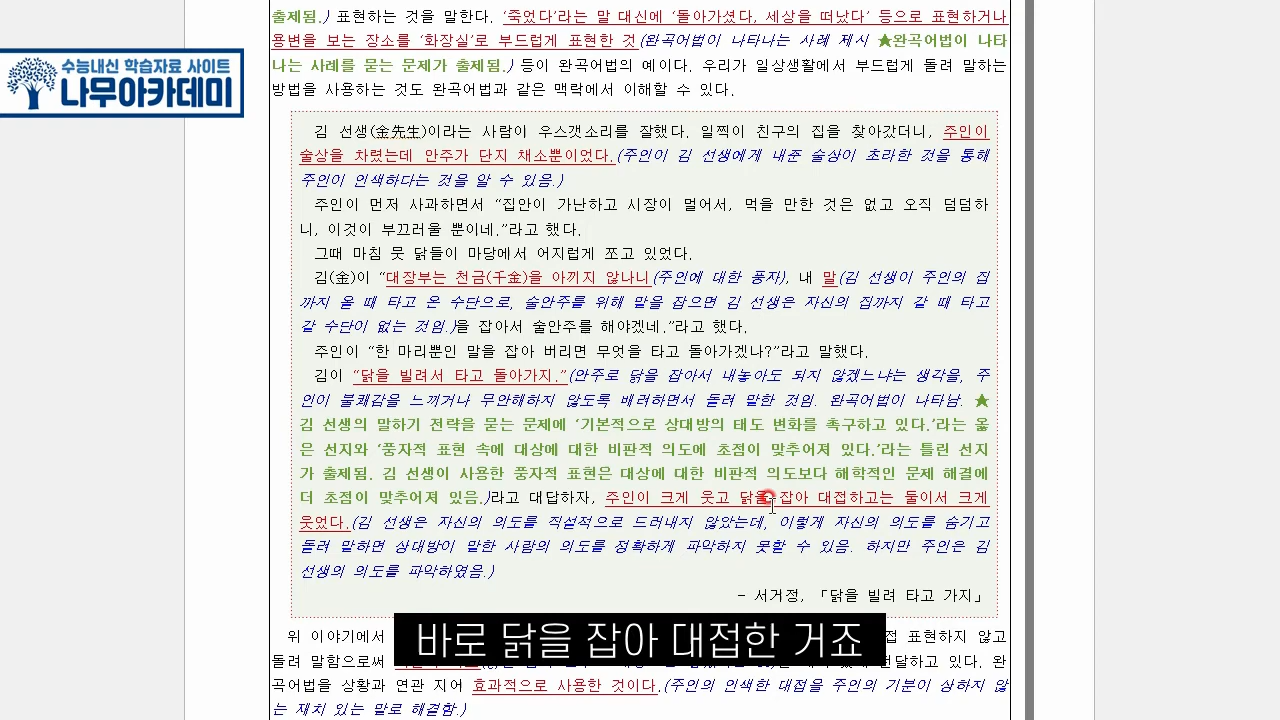 출제됨.) 표현하는 것을 말한다. ‘죽었다’라는 말 대신에 ‘돌아가셨다, 세상을 떠났다’ 등으로 표현하거나
용변을 보는 장소를 ‘화장실’로 부드럽게 표현한 것(완곡어법이 나타나는 사례 제시 ★완곡어법이 나타
나는 사례를 묻는 문제가 출제됨.) 등이 완곡어법의 예이다. 우리가 일상생활에서 부드럽게 돌려 말하는
방법을 사용하는 것도 완곡어법과 같은 맥락에서 이해할 수 있다.
수능내신 학습자료 사이트
나무아카데미
김 선생(金先生)이라는 사람이 우스갯소리를 잘했다. 일찍이 친구의 집을 찾아갔더니, 주인이
술상을 차렸는데 안주가 단지 채소뿐이었다.(주인이 김 선생에게 내준 술상이 초라한 것을 통해
주인이 인색하다는 것을 알 수 있음.)
주인이 먼저 사과하면서 “집안이 가난하고 시장이 멀어서, 먹을 만한 것은 없고 오직 덤덤하
니, 이것이 부끄러울 뿐이네.”라고 했다.
그때 마침 뭇 닭들이 마당에서 어지럽게 쪼고 있었다.
김(金)이 “대장부는 천금(千金)을 아끼지 않나니(주인에 대한 풍자), 내 말(김 선생이 주인의 집
까지 올 때 타고 온 수단으로, 술안주를 위해 말을 잡으면 김 선생은 자신의 집까지 갈 때 타고
갈 수단이 없는 것임.)을 잡아서 술안주를 해야겠네.”라고 했다.
주인이 “한 마리뿐인 말을 잡아 버리면 무엇을 타고 돌아가겠나?”라고 말했다.
김이 “닭을 빌려서 타고 돌아가지.”(안주로 닭을 잡아서 내놓아도 되지 않겠느냐는 생각을, 주
인이 불쾌감을 느끼거나 무안해하지 않도록 배려하면서 돌려 말한 것임. 완곡어법이 나타남. ★
김 선생의 말하기 전략을 묻는 문제에 ‘기본적으로 상대방의 태도 변화를 촉구하고 있다.’라는 옳
은 선지와 ‘풍자적 표현 속에 대상에 대한 비판적 의도에 초점이 맞추어져 있다.’라는 틀린 선지
가 출제됨. 김 선생이 사용한 풍자적 표현은 대상에 대한 비판적 의도보다 해학적인 문제 해결에
더 초점이 맞추어져 있음.)라고 대답하자, 주인이 크게 웃고 닭을 잡아 대접하고는 둘이서 크게
웃었다.(김 선생은 자신의 의도를 직설적으로 드러내지 않았는데, 이렇게 자신의 의도를 숨기고
돌려 말하면 상대방이 말한 사람의 의도를 정확하게 파악하지 못할 수 있음. 하지만 주인은 김
선생의 의도를 파악하였음.)
- 서거정, 「닭을 빌려 타고 가지」
위 이야기에서 접 표현하지 않고
바로 닭을 잡아 대접한 거죠
돌려 말함으로써 전달하고 있다. 완
곡어법을 상황과 연관 지어 효과적으로 사용한 것이다.(주인의 인색한 대접을 주인의 기분이 상하지 않
는 재치 있는 말로 해결함.)